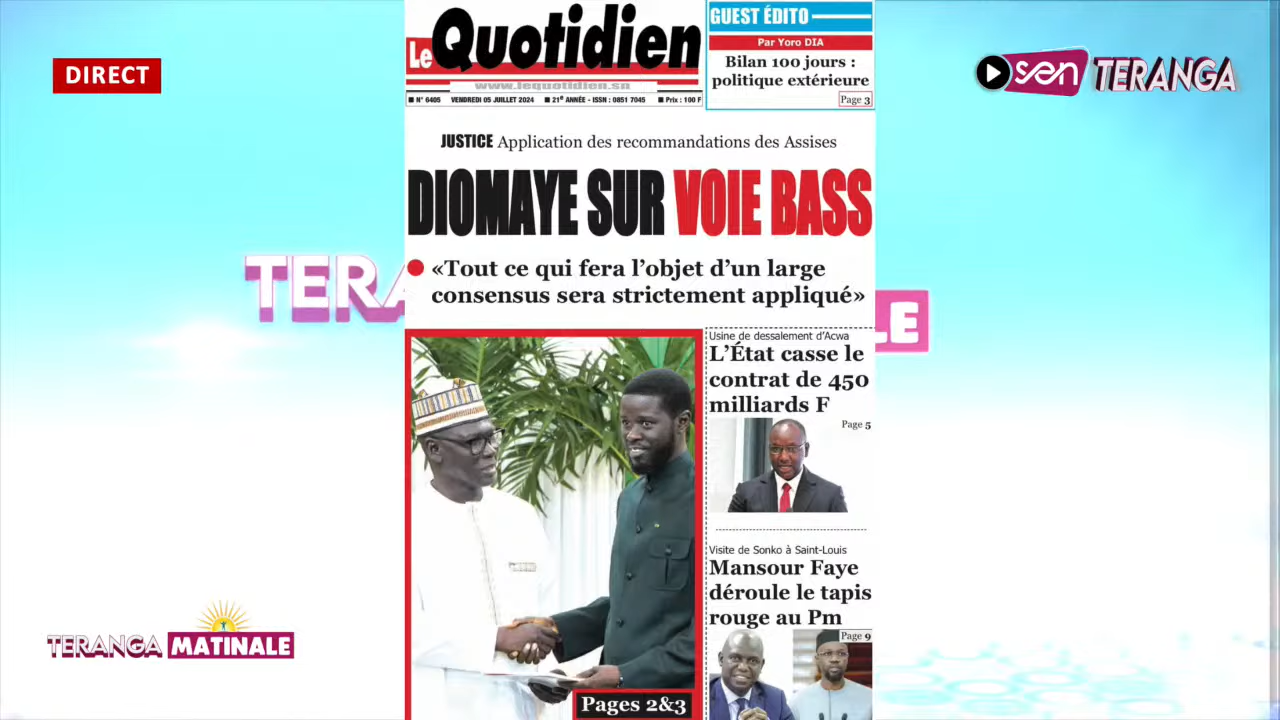 DIRECT
Le Quotidien
www.lequotidien.sn
N° 6405 VENDREDI 05 JUILLET 2024 21e ANNÉE - ISSN : 0851 7045 Prix : 100 F
GUEST ÉDITO
Par Yoro DIA
Bilan 100 jours :
politique extérieure
Page 3
sen TERANGA
JUSTICE Application des recommandations des Assises
DIOMAYE SUR VOIE BASS
«Tout ce qui fera l’objet d’un large
consensus sera strictement appliqué»
TERA
LE
Usine de dessalement d’Acwa
L’État casse le
contrat de 450
milliards F
Page 5
Visite de Sonko à Saint-Louis
Mansour Faye
déroule le tapis
rouge au Pm
Page 9
Pages 2&3
TERANGA MATINALE